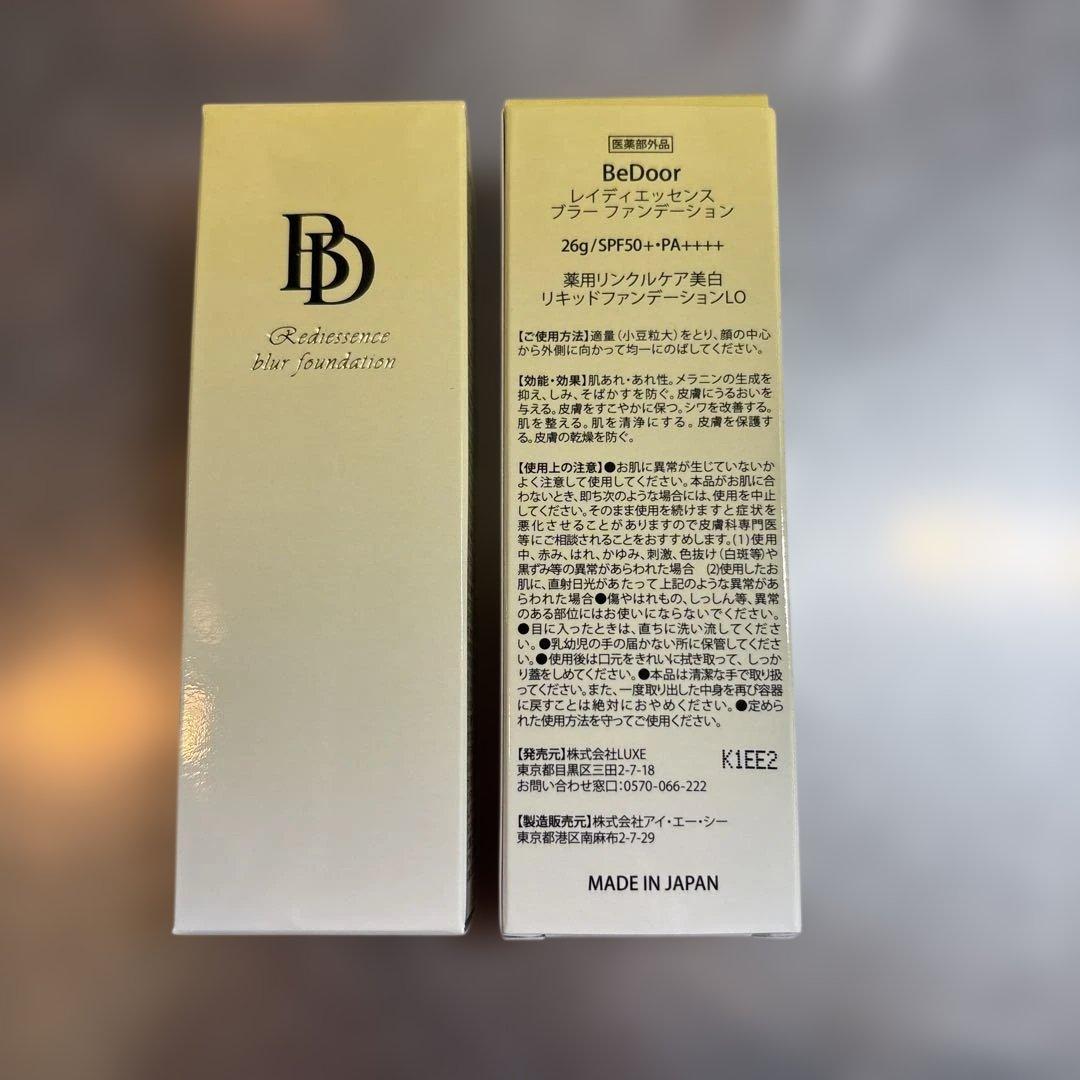 BD
Rediessence
blur foundation
医薬部外品
BeDoor
レイディエッセンス
ブラー ファンデーション
26g/SPF50+・PA++++
薬用リンクルケア美白
リキッドファンデーションLO
【ご使用方法】適量(小豆粒大)をとり、顔の中心
から外側に向かって均一にのばしてください。
【効能・効果】肌あれ・あれ性。メラニンの生成を
抑え、しみ、そばかすを防ぐ。皮膚にうるおいを
与える。皮膚をすこやかに保つ。シワを改善する。
肌を整える。肌を清浄にする。皮膚を保護す
る。皮膚の乾燥を防ぐ。
【使用上の注意】●お肌に異常が生じていないか
よく注意して使用してください。本品がお肌に合
わないとき、即ち次のような場合には、使用を中止
してください。そのまま使用を続けますと症状を
悪化させることがありますので皮膚科専門医
等にご相談されることをおすすめします。(1)使用
中、赤み、はれ、かゆみ、刺激、色抜け(白斑等)や
黒ずみ等の異常があらわれた場合 (2)使用したお
肌に、直射日光があたって上記のような異常があ
らわれた場合●傷やはれもの、しっしん等、異常
のある部位にはお使いにならないでください。
●目に入ったときは、直ちに洗い流してくださ
い。●乳幼児の手の届かない所に保管してくださ
い。●使用後は口元をきれいに拭き取って、しっか
り蓋をしめてください。●本品は清潔な手で取り扱
ってください。また、一度取り出した中身を再び容器
に戻すことは絶対におやめください。●定めら
れた使用方法を守ってご使用ください。
【発売元】株式会社LUXE
東京都目黒区三田2-7-18
お問い合わせ窓口:0570-066-222
K1EE2
【製造販売元】株式会社アイ・エー・シー
東京都港区南麻布2-7-29
MADE IN JAPAN